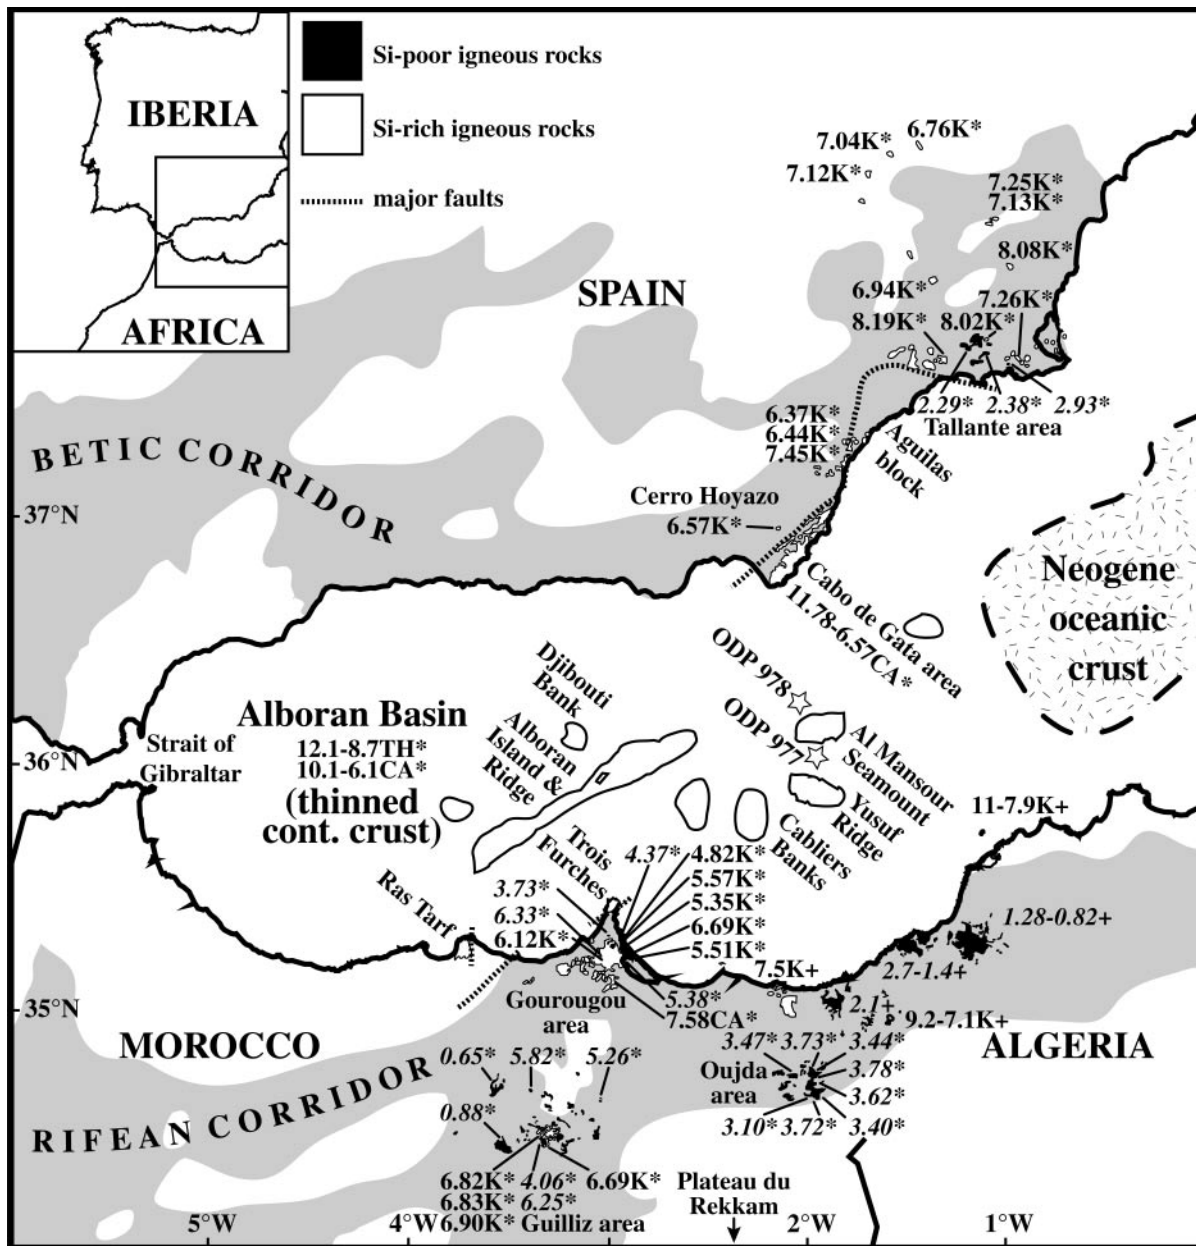 IBERIA
AFRICA
Si-poor igneous rocks
Si-rich igneous rocks
major faults
7.04K*
6.76K*
7.12K*
7.25K*
7.13K*
8.08K*
SPAIN
6.94K*
7.26K*
8.19K*
8.02K*
2.29*
2.38*
2.93*
Tallante area
6.37K*
6.44K*
7.45K*
Aguilas
block
BETIC CORRIDOR
Cerro Hoyazo
6.57K*
37°N
Cabo de Gata area
11.78-6.57CA*
Neogene
oceanic
crust
ODP 978
ODP 977
Djibouti
Bank
Alboran Basin
12.1-8.7TH*
10.1-6.1CA*
(thinned
cont. crust)
Alboran
Island &
Ridge
Al Mansour
Seamount
Yusuf
Ridge
Cabliers
Banks
Strait of
Gibraltar
36°N
11-7.9K+
Trois
Furches
Ras Tarf
4.37*
4.82K*
5.57K*
5.35K*
6.69K*
5.51K*
3.73*
6.33*
6.12K*
5.38*
7.58CA*
7.5K+
1.28-0.82+
2.7-1.4+
2.1+
9.2-7.1K+
35°N
Gourougou
area
MOROCCO
ALGERIA
RIFEAN CORRIDOR
0.65*
5.82*
5.26*
0.88*
3.47*
3.73*
3.44*
Oujda
area
3.78*
3.62*
3.10*
3.72*
3.40*
6.82K*
4.06*
6.69K*
6.83K*
6.25*
6.90K*
Guilliz area
Plateau du
Rekkam
5°W
4°W
2°W
1°W